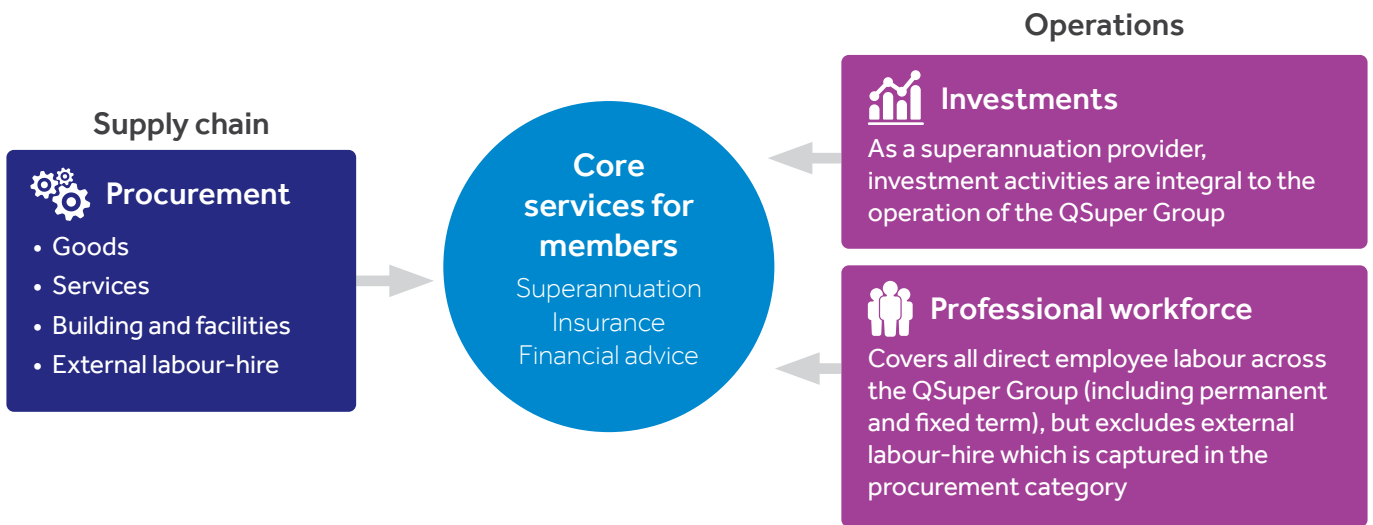 Supply chain
Procurement
• Goods
• Services
• Building and facilities
• External labour-hire
Core
services for
members
Superannuation
Insurance
Financial advice
Operations
Investments
As a superannuation provider,
investment activities are integral to the
operation of the QSuper Group
Professional workforce
Covers all direct employee labour across
the QSuper Group (including permanent
and fixed term), but excludes external
labour-hire which is captured in the
procurement category